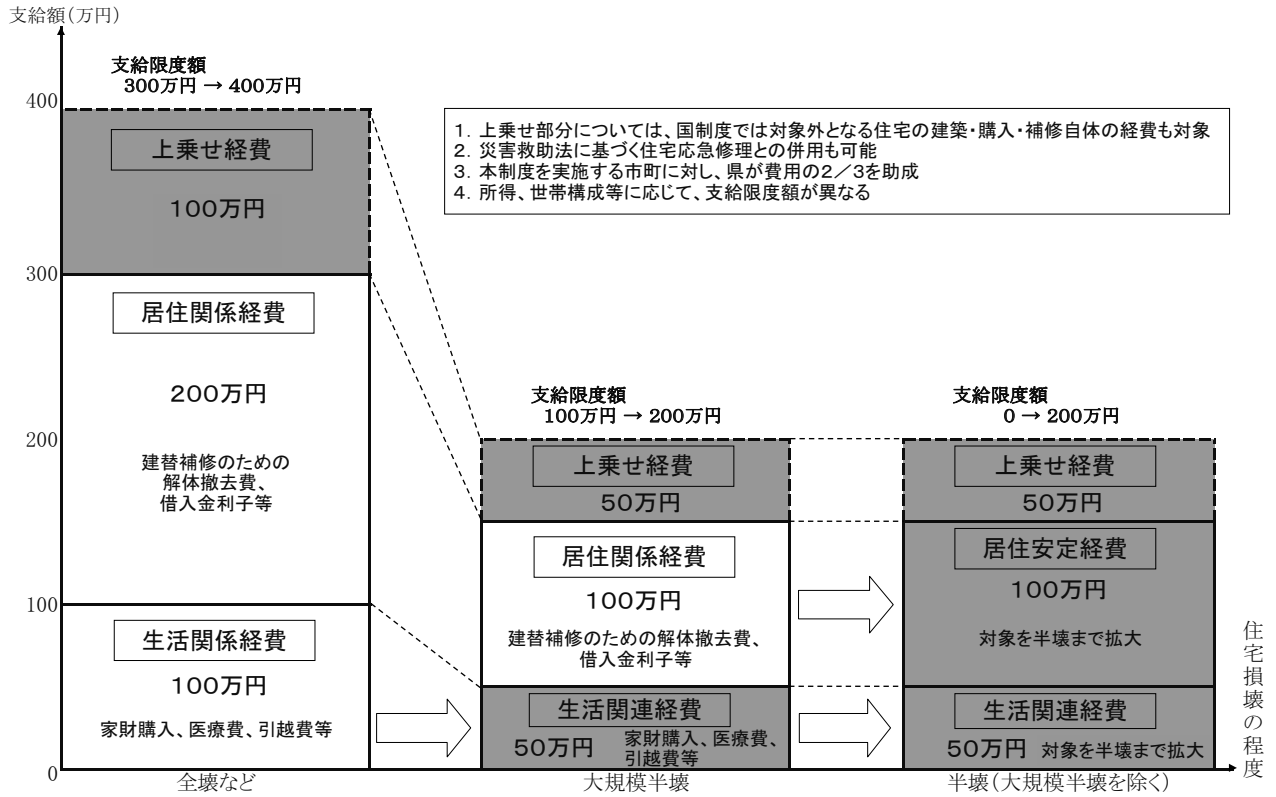 支給額(万円)
支給限度額
300万円 → 400万円
400
上乗せ経費
100万円
1. 上乗せ部分については、国制度では対象外となる住宅の建築・購入・補修自体の経費も対象
2. 災害救助法に基づく住宅応急修理との併用も可能
3. 本制度を実施する市町に対し、県が費用の2/3を助成
4. 所得、世帯構成等に応じて、支給限度額が異なる
300
居住関係経費
200万円
建替補修のための
解体撤去費、
借入金利子等
200
100
生活関係経費
100万円
家財購入、医療費、引越費等
0
全壊など
支給限度額
100万円 → 200万円
上乗せ経費
50万円
居住関係経費
100万円
建替補修のための解体撤去費、
借入金利子等
生活関連経費
50万円
家財購入、医療費、
引越費等
大規模半壊
支給限度額
0 → 200万円
上乗せ経費
50万円
居住安定経費
100万円
対象を半壊まで拡大
生活関連経費
50万円 対象を半壊まで拡大
半壊(大規模半壊を除く)
住宅損壊の程度